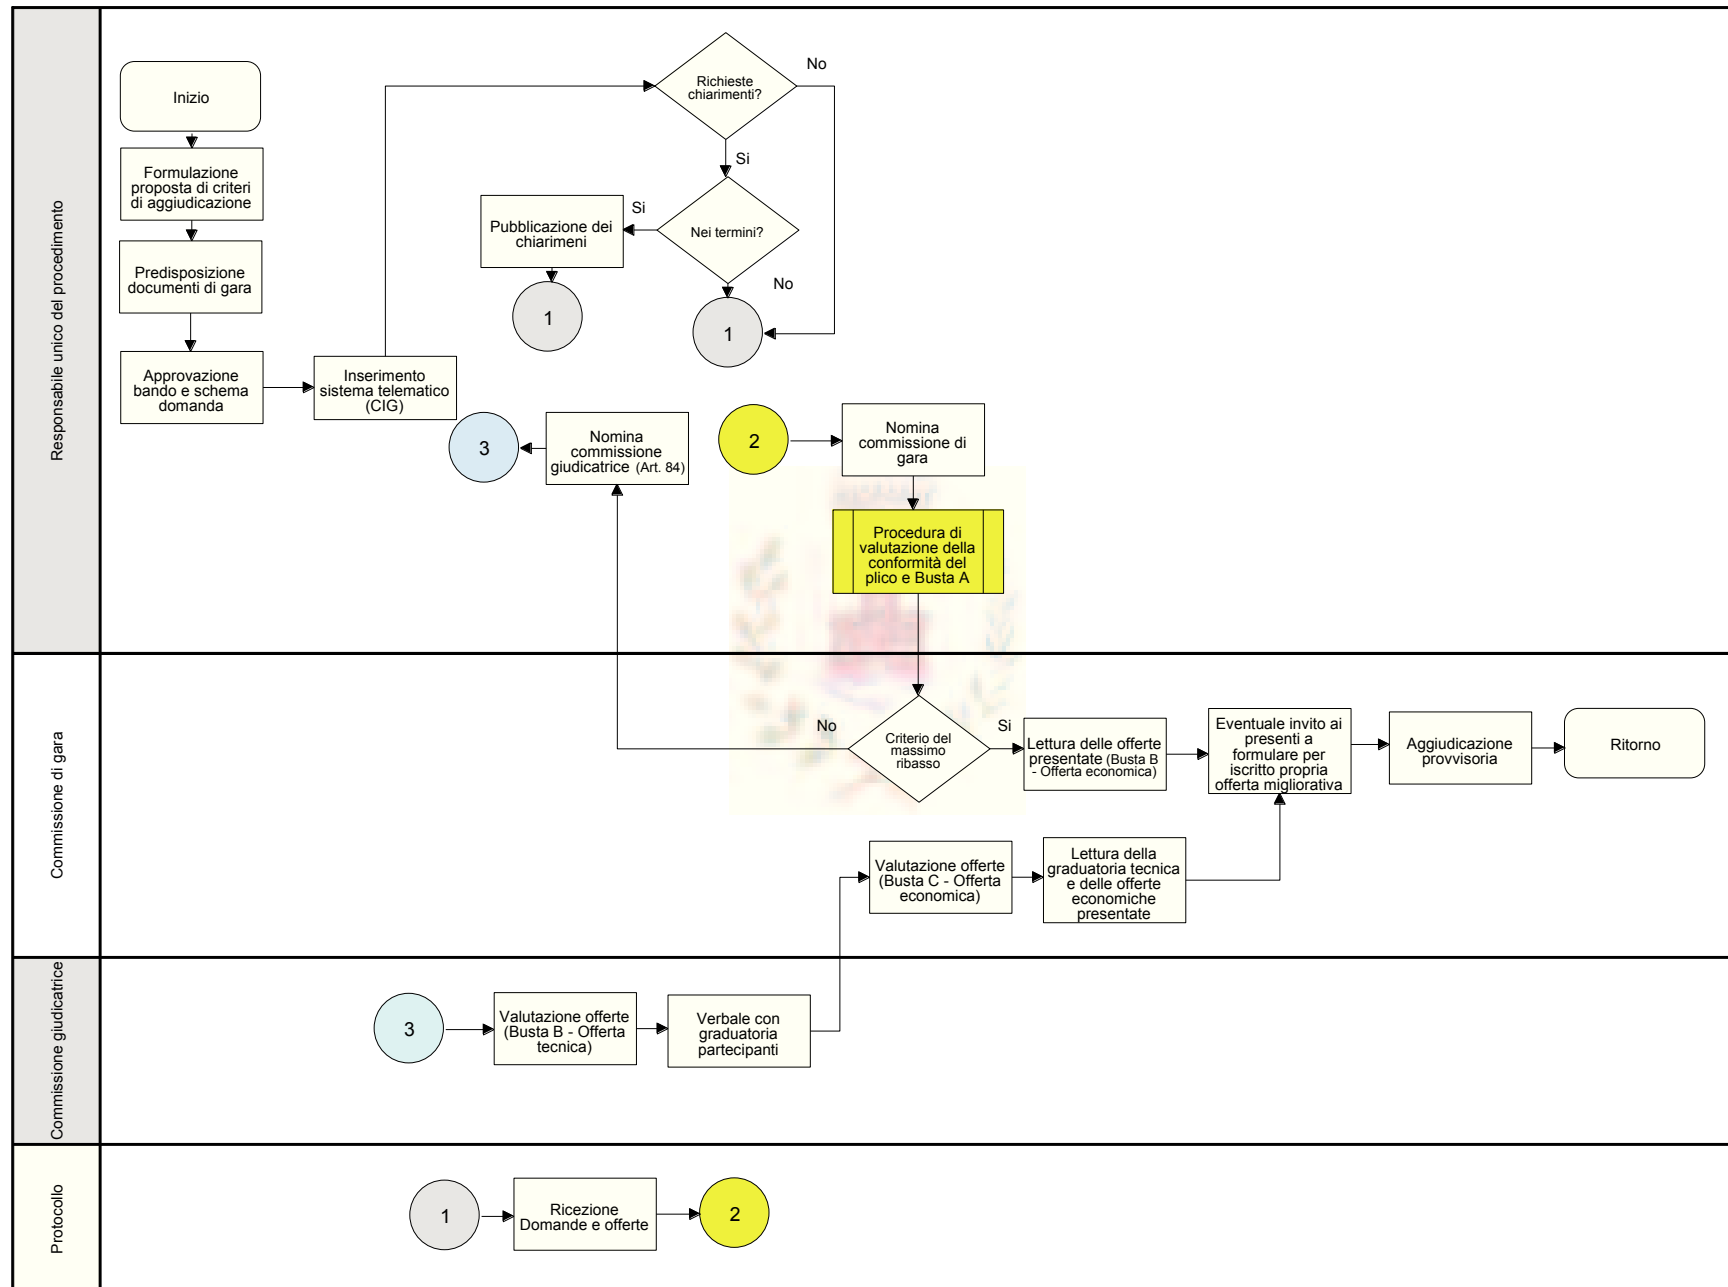 Responsabile unico del procedimento
Inizio
Formulazione
proposta di criteri
di aggiudicazione
Predisposizione
documenti di gara
Approvazione
bando e schema
domanda
Inserimento
sistema telematico
(CIG)
Richieste
chiarimenti?
No
Si
Nei termini?
Si
No
Pubblicazione dei
chiarimeni
1
1
3
Nomina
commissione
giudicatrice (Art. 84)
2
Nomina
commissione di
gara
Procedura di
valutazione della
conformità del
plico e Busta A
Commissione di gara
No
Criterio del
massimo
ribasso
Si
Lettura delle offerte
presentate (Busta B
- Offerta economica)
Eventuale invito ai
presenti a
formulare per
iscritto propria
offerta migliorativa
Aggiudicazione
provvisoria
Ritorno
Valutazione offerte
(Busta C - Offerta
economica)
Lettura della
graduatoria tecnica
e delle offerte
economiche
presentate
Commissione giudicatrice
3
Valutazione offerte
(Busta B - Offerta
tecnica)
Verbale con
graduatoria
partecipanti
Protocollo
1
Ricezione
Domande e offerte
2